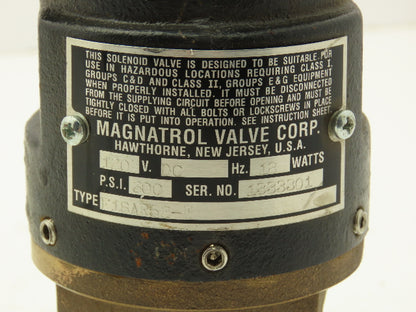 THIS SOLENOID VALVE IS DESIGNED TO BE SUITABLE FOR
USE IN HAZARDOUS LOCATIONS REQUIRING CLASS I,
GROUPS C&D AND CLASS II, GROUPS E&G EQUIPMENT
WHEN PROPERLY INSTALLED. IT MUST BE DISCONNECTED
FROM THE SUPPLYING CIRCUIT BEFORE OPENING AND MUST BE
TIGHTLY CLOSED WITH ALL BOLTS OR LOCKSCREWS IN PLACE
BEFORE IT IS PUT INTO OPERATION. SEE INSTRUCTION SHEET.
MAGNATROL VALVE CORP.
HAWTHORNE, NEW JERSEY, U.S.A.
120 V. DC Hz. 18 WATTS
P.S.I. SER. NO.
TYPE